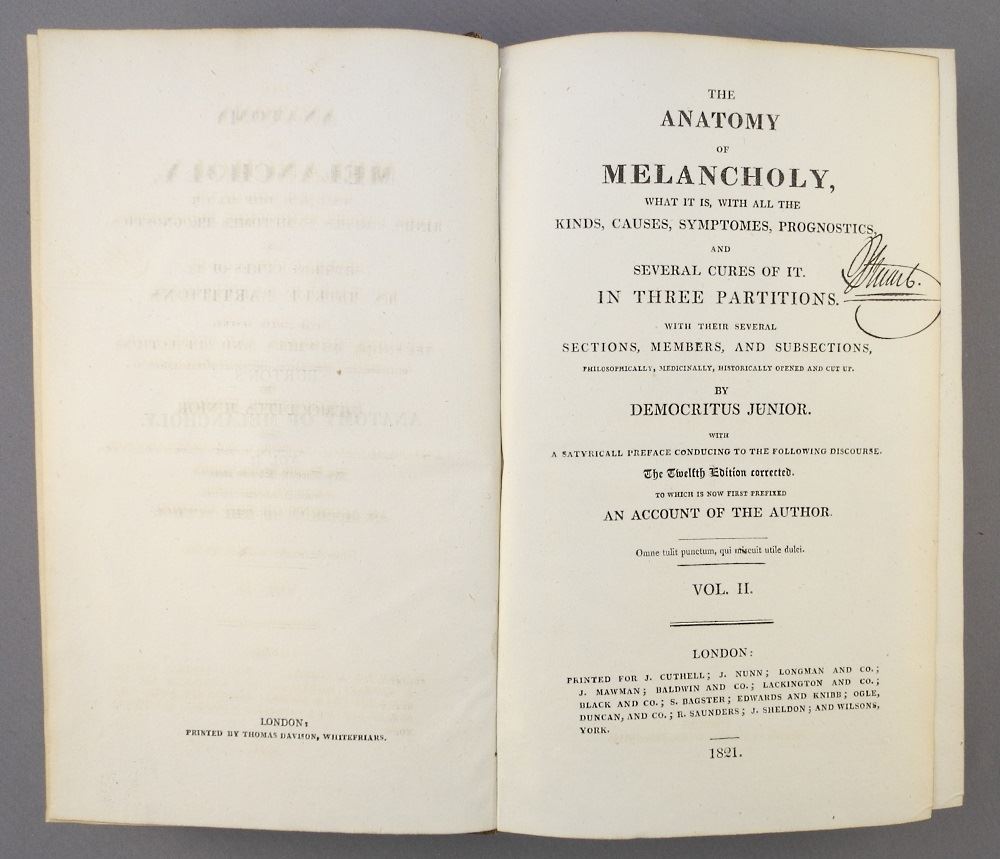 LONDON:
PRINTED BY THOMAS DAVISON, WHITEFRIARS.
THE
ANATOMY
OF
MELANCHOLY,
WHAT IT IS, WITH ALL THE
KINDS, CAUSES, SYMPTOMES, PROGNOSTICS,
AND
SEVERAL CURES OF IT.
IN THREE PARTITIONS.
WITH THEIR SEVERAL
SECTIONS, MEMBERS, AND SUBSECTIONS,
PHILOSOPHICALLY, MEDICINALLY, HISTORICALLY OPENED AND CUT UP.
BY
DEMOCRITUS JUNIOR.
WITH
A SATYRICALL PREFACE CONDUCING TO THE FOLLOWING DISCOURSE.
The Twelfth Edition corrected.
TO WHICH IS NOW FIRST PREFIXED
AN ACCOUNT OF THE AUTHOR.
Omne tulit punctum, qui miscuit utile dulci.
VOL. II.
LONDON:
PRINTED FOR J. CUTHELL; J. NUNN; LONGMAN AND CO.;
J. MAWMAN; BALDWIN AND CO.; LACKINGTON AND CO.;
BLACK AND CO.; S. BAGSTER; EDWARDS AND KNIBB; OGLE,
DUNCAN, AND CO.; R. SAUNDERS; J. SHELDON; AND WILSONS,
YORK.
1821.